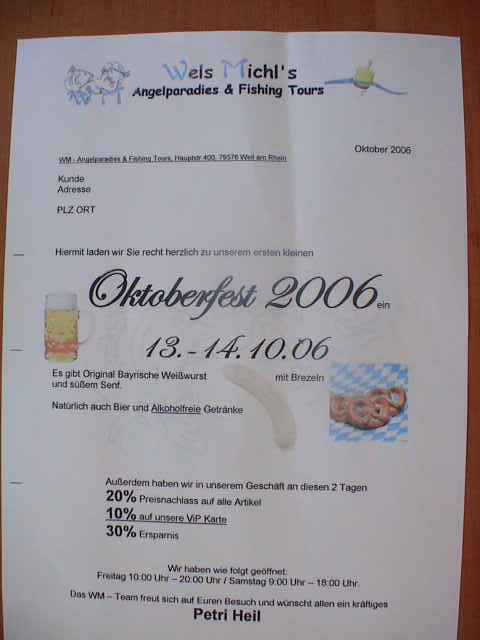 Wels Michl's
Angelparadies & Fishing Tours
WM
Oktober 2006
WM - Angelparadies & Fishing Tours, Hauptstr.400, 79576 Weil am Rhein
Kunde
Adresse
PLZ ORT
Hiermit laden wir Sie recht herzlich zu unserem ersten kleinen
Oktoberfest 2006 ein
13.-14.10.06
Es gibt Original Bayrische Weißwurst mit Brezeln
und süßem Senf.
Natürlich auch Bier und Alkoholfreie Getränke
Außerdem haben wir in unserem Geschäft an diesen 2 Tagen
20% Preisnachlass auf alle Artikel
10% auf unsere ViP Karte
30% Ersparnis
Wir haben wie folgt geöffnet:
Freitag 10:00 Uhr – 20:00 Uhr / Samstag 9:00 Uhr – 18:00 Uhr.
Das WM – Team freut sich auf Euren Besuch und wünscht allen ein kräftiges
Petri Heil